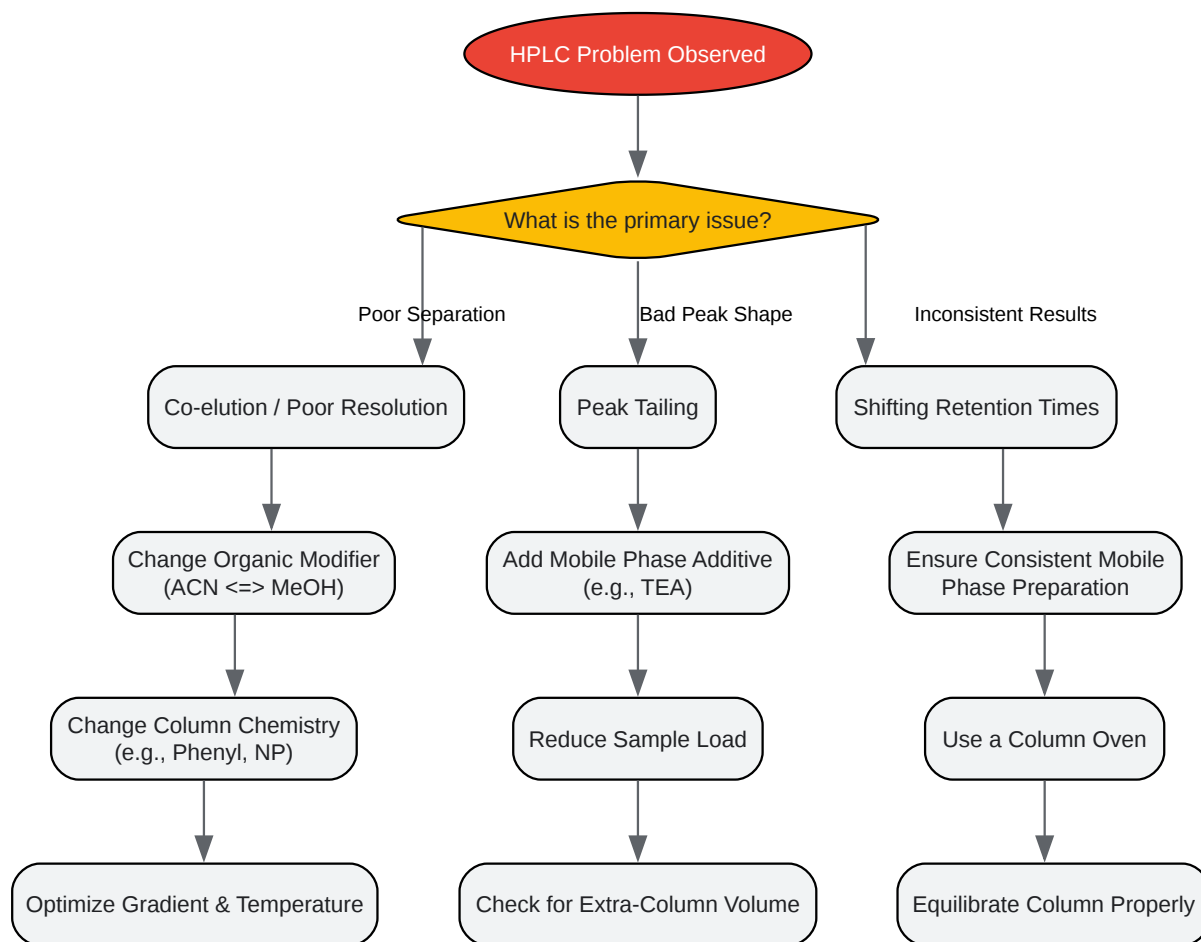 HPLC Problem Observed
What is the primary issue?
Poor Separation
Bad Peak Shape
Inconsistent Results
Co-elution / Poor Resolution
Peak Tailing
Shifting Retention Times
Change Organic Modifier
(ACN <=> MeOH)
Add Mobile Phase Additive
(e.g., TEA)
Ensure Consistent Mobile
Phase Preparation
Change Column Chemistry
(e.g., Phenyl, NP)
Reduce Sample Load
Use a Column Oven
Optimize Gradient & Temperature
Check for Extra-Column Volume
Equilibrate Column Properly